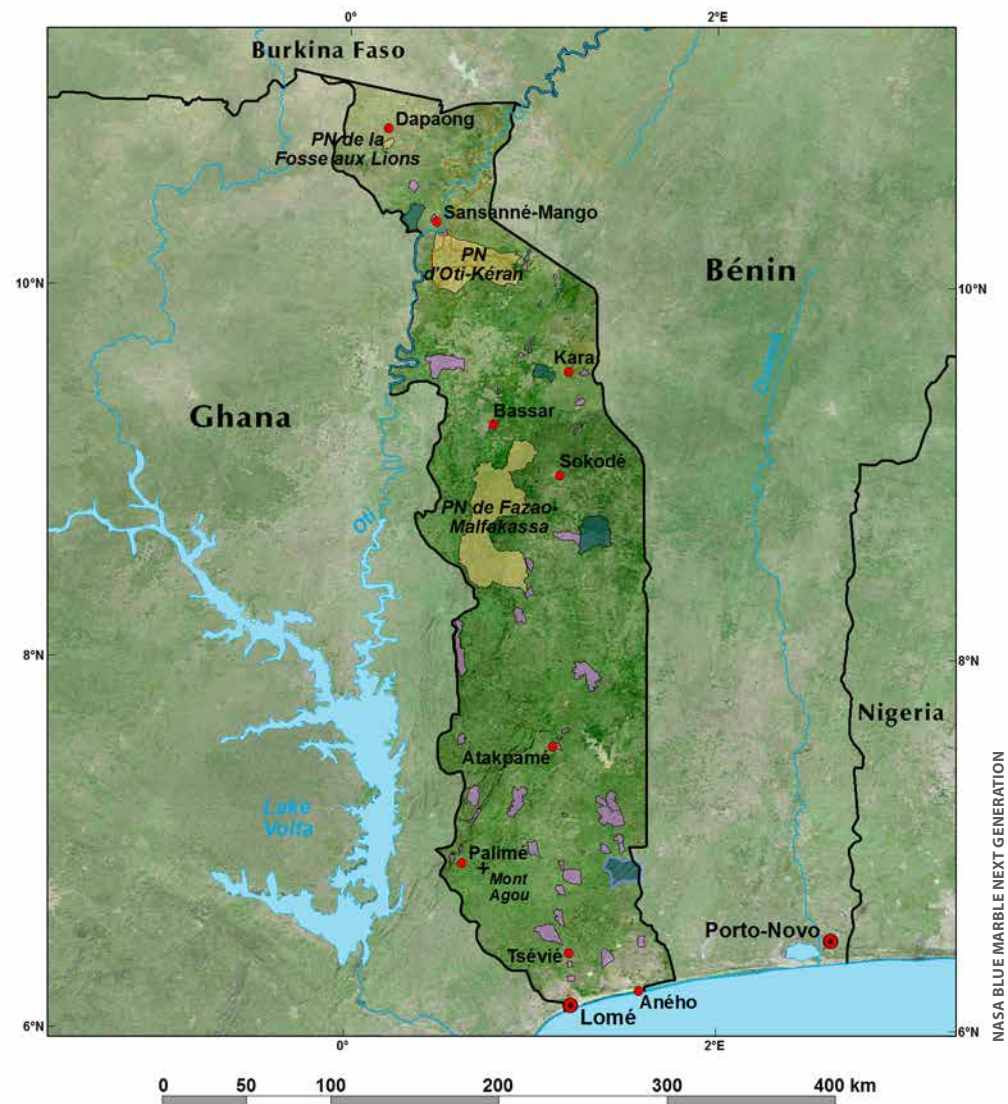 0°
2°E
Burkina Faso
Dapaong
PN de la
Fosse aux Lions
Sansanné-Mango
PN
d'Oti-Kéran
10°N
Bénin
10°N
Kara
Ghana
Bassar
Sokodé
PN de Fazao-
Malfakassa
Oti
8°N
8°N
Nigeria
Atakpamé
Lake
Volta
Palimé
Mont
Agou
Porto-Novo
Tsévié
Aného
Lomé
6°N
6°N
0°
2°E
NASA BLUE MARBLE NEXT GENERATION
0 50 100 200 300 400 km